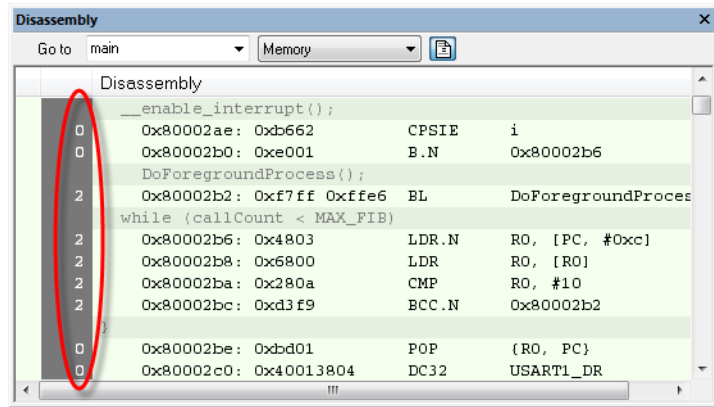 Disassembly
Go to main Memory
Disassembly
__enable_interrupt();
0 0x80002ae: 0xb662 CPSIE i
0 0x80002b0: 0xe001 B.N 0x80002b6
DoForegroundProcess();
2 0x80002b2: 0xf7ff 0xffe6 BL DoForegroundProces
while (callCount < MAX_FIB)
2 0x80002b6: 0x4803 LDR.N R0, [PC, #0xc]
2 0x80002b8: 0x6800 LDR R0, [R0]
2 0x80002ba: 0x280a CMP R0, #10
2 0x80002bc: 0xd3f9 BCC.N 0x80002b2
}
0 0x80002be: 0xbd01 POP {R0, PC}
0 0x80002c0: 0x40013804 DC32 USART1_DR